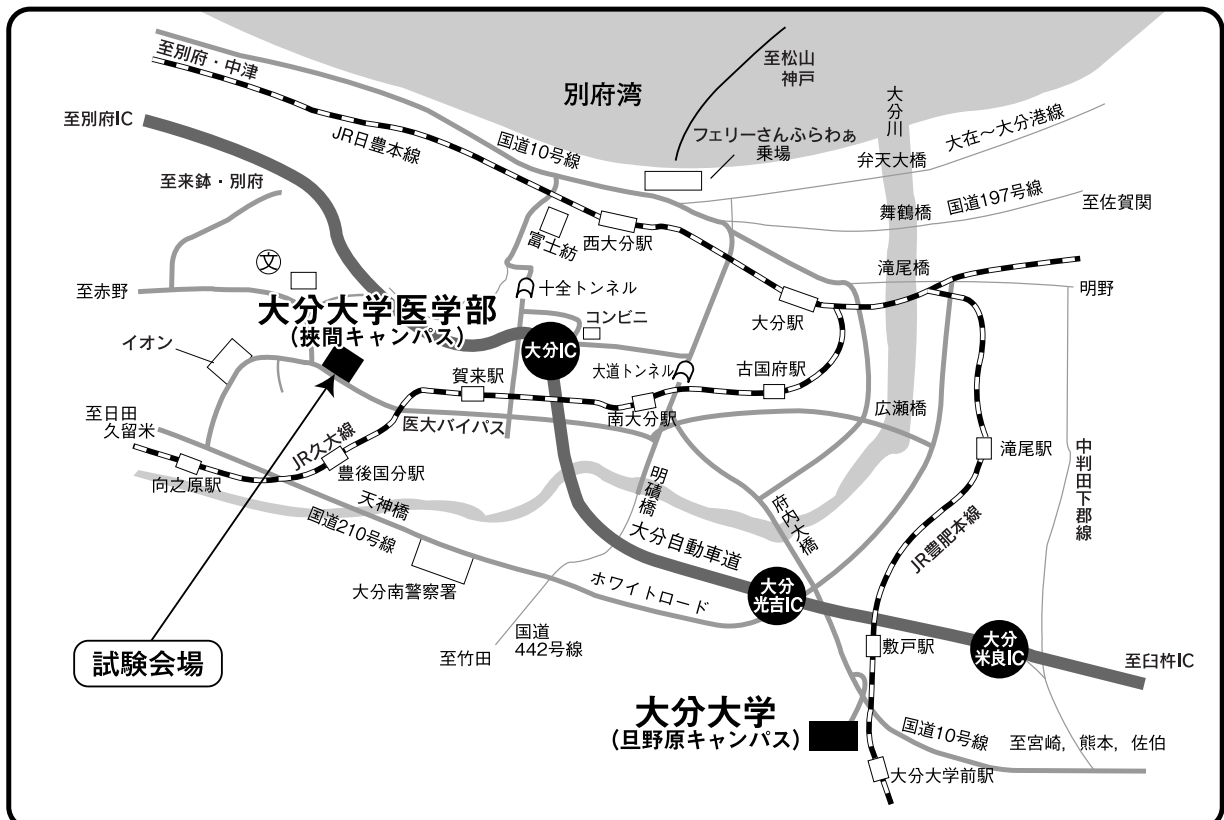 至別府・中津
至松山
神戸
別府湾
大分川
至別府IC
JR日豊本線
国道10号線
フェリーさんふらわぁ
乗場
大在～大分港線
弁天大橋
至来鉢・別府
舞鶴橋
国道197号線
至佐賀関
富士紡
西大分駅
文
十全トンネル
滝尾橋
至赤野
大分駅
明野
大分大学医学部
(挾間キャンパス)
コンビニ
イオン
大分IC
大道トンネル
古国府駅
賀来駅
至日田
久留米
医大バイパス
南大分駅
広瀬橋
JR久大線
滝尾駅
中判田下郡線
向之原駅
豊後国分駅
明磧橋
天神橋
府内大橋
国道210号線
大分自動車道
JR豊肥本線
大分南警察署
ホワイトロード
大分
光吉IC
試験会場
国道
442号線
至竹田
敷戸駅
大分
米良IC
至臼杵IC
大分大学
(旦野原キャンパス)
国道10号線
至宮崎，熊本，佐伯
大分大学前駅